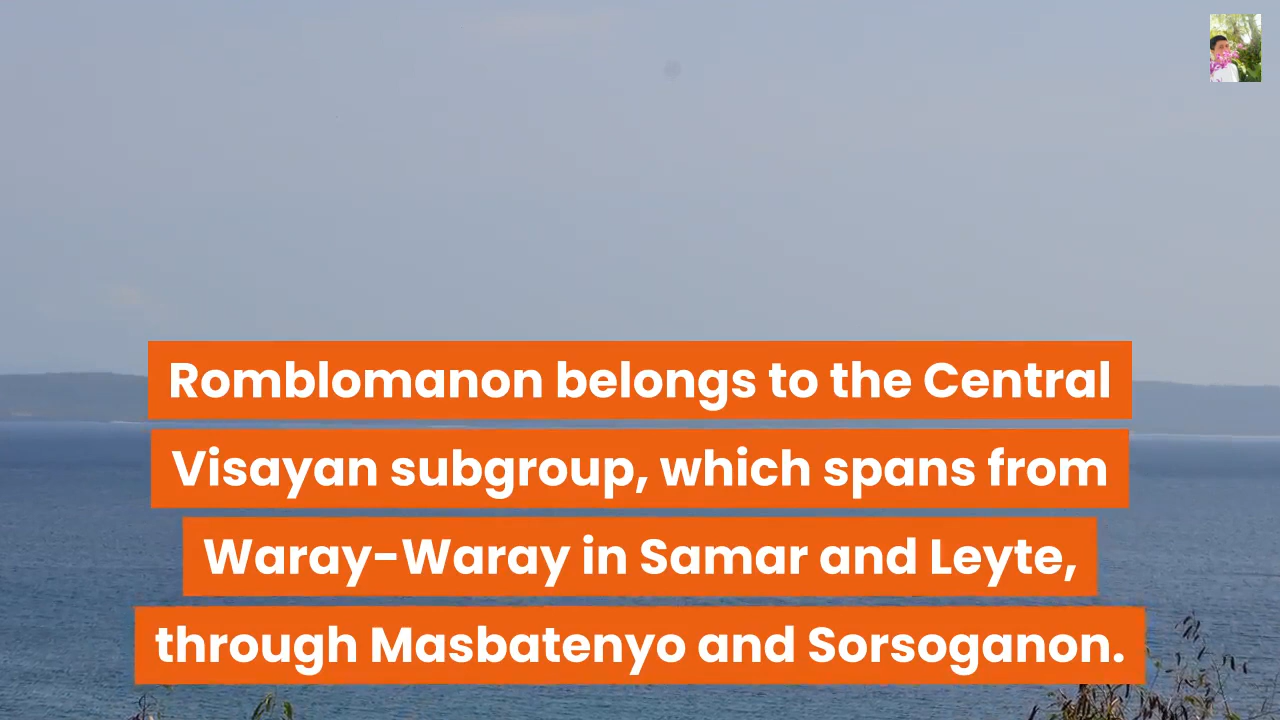 Romblomanon belongs to the Central
Visayan subgroup, which spans from
Waray-Waray in Samar and Leyte,
through Masbatenyo and Sorsoganon.